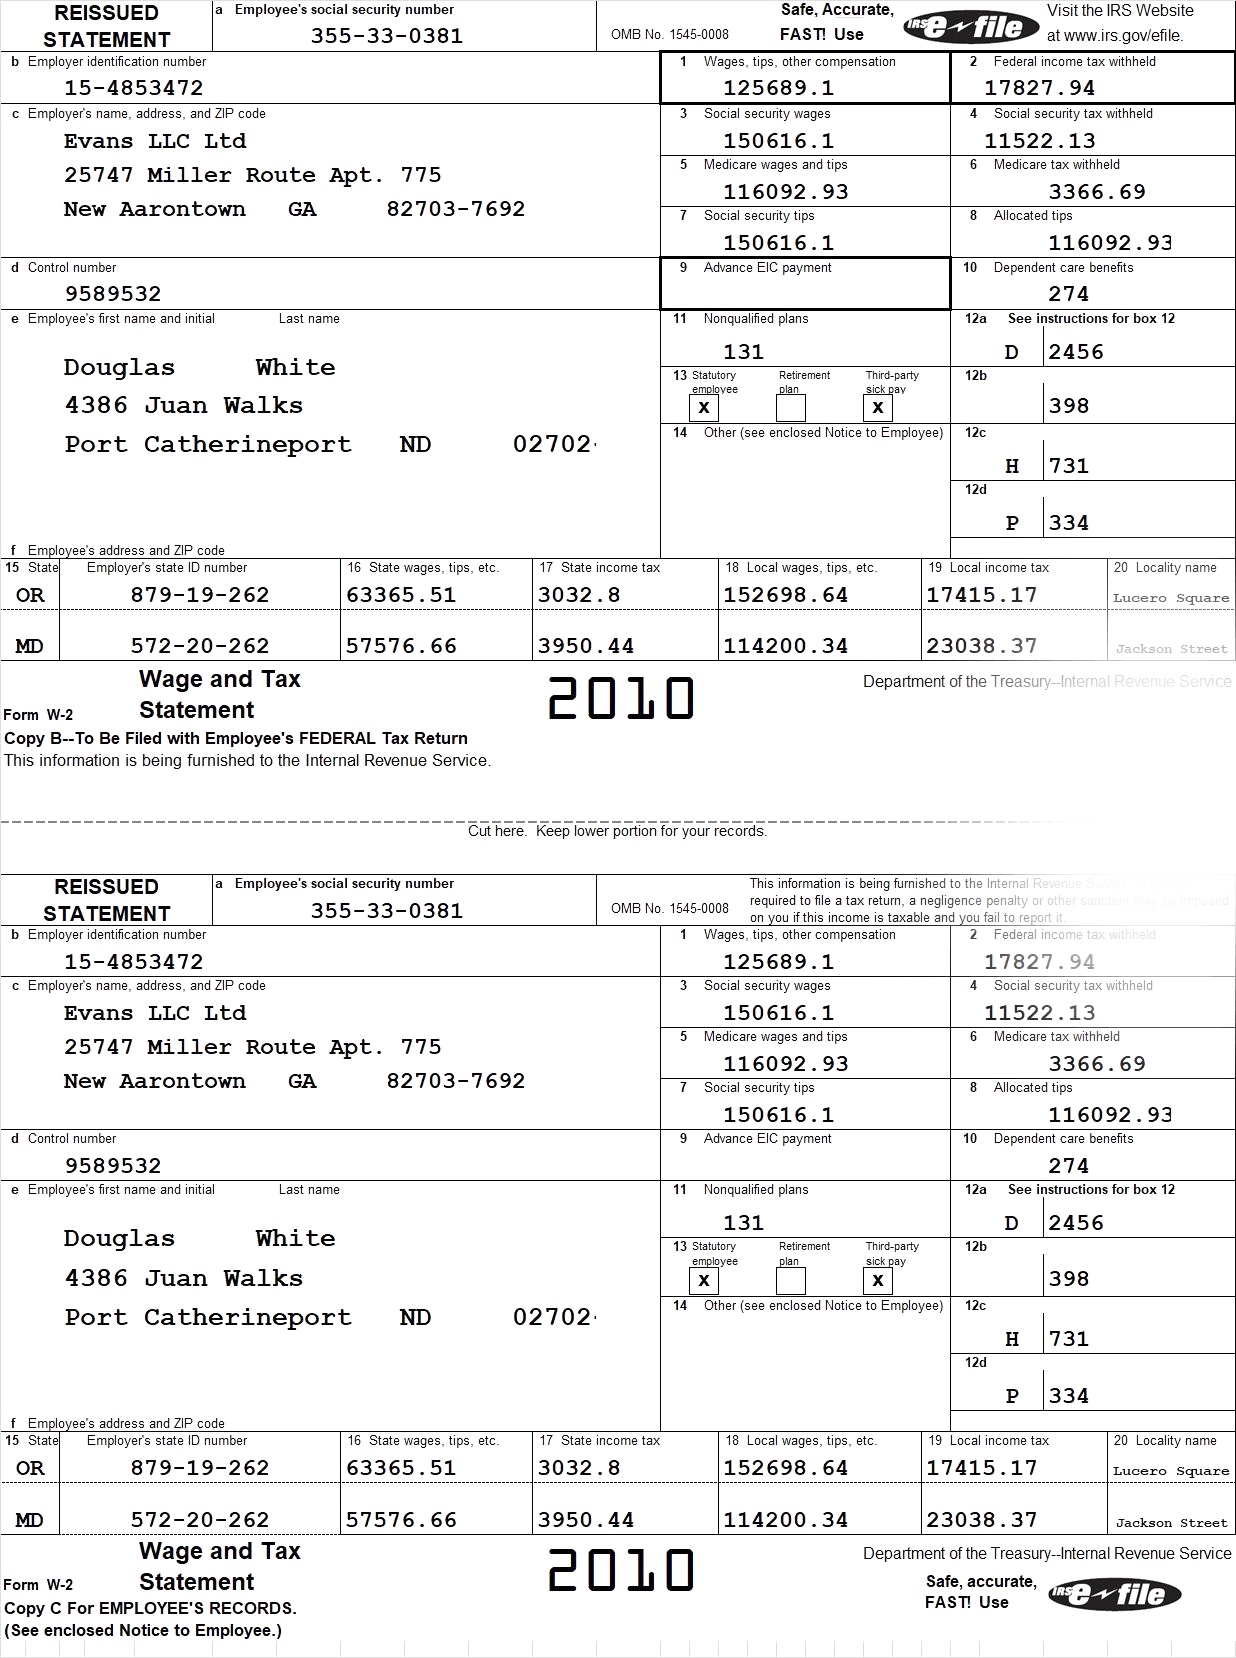 REISSUED STATEMENT
a Employee's social security number
355-33-0381
OMB No. 1545-0008
Safe, Accurate,
FAST! Use
IRS e-file
Visit the IRS Website
at www.irs.gov/efile.
b Employer identification number
15-4853472
1 Wages, tips, other compensation
125689.1
2 Federal income tax withheld
17827.94
c Employer's name, address, and ZIP code
Evans LLC Ltd
25747 Miller Route Apt. 775
New Aarontown GA 82703-7692
3 Social security wages
150616.1
4 Social security tax withheld
11522.13
5 Medicare wages and tips
116092.93
6 Medicare tax withheld
3366.69
7 Social security tips
150616.1
8 Allocated tips
116092.93
d Control number
9589532
9 Advance EIC payment
10 Dependent care benefits
274
e Employee's first name and initial Last name
Douglas White
4386 Juan Walks
Port Catherineport ND 02702
11 Nonqualified plans
131
12a See instructions for box 12
D 2456
13 Statutory employee Retirement plan Third-party sick pay
X X
12b
398
14 Other (see enclosed Notice to Employee)
12c
H 731
12d
P 334
f Employee's address and ZIP code
15 State Employer's state ID number 16 State wages, tips, etc. 17 State income tax 18 Local wages, tips, etc. 19 Local income tax 20 Locality name
OR 879-19-262 63365.51 3032.8 152698.64 17415.17 Lucero Square
MD 572-20-262 57576.66 3950.44 114200.34 23038.37 Jackson Street
Wage and Tax
Form W-2 Statement
2010
Department of the Treasury--Internal Revenue Service
Copy B--To Be Filed with Employee's FEDERAL Tax Return
This information is being furnished to the Internal Revenue Service.
Cut here. Keep lower portion for your records.
REISSUED STATEMENT
a Employee's social security number
355-33-0381
OMB No. 1545-0008
This information is being furnished to the Internal Revenue Service.
required to file a tax return, a negligence penalty or other sanction may be imposed
on you if this income is taxable and you fail to report it.
b Employer identification number
15-4853472
1 Wages, tips, other compensation
125689.1
2 Federal income tax withheld
17827.94
c Employer's name, address, and ZIP code
Evans LLC Ltd
25747 Miller Route Apt. 775
New Aarontown GA 82703-7692
3 Social security wages
150616.1
4 Social security tax withheld
11522.13
5 Medicare wages and tips
116092.93
6 Medicare tax withheld
3366.69
7 Social security tips
150616.1
8 Allocated tips
116092.93
d Control number
9589532
9 Advance EIC payment
10 Dependent care benefits
274
e Employee's first name and initial Last name
Douglas White
4386 Juan Walks
Port Catherineport ND 02702
11 Nonqualified plans
131
12a See instructions for box 12
D 2456
13 Statutory employee Retirement plan Third-party sick pay
X X
12b
398
14 Other (see enclosed Notice to Employee)
12c
H 731
12d
P 334
f Employee's address and ZIP code
15 State Employer's state ID number 16 State wages, tips, etc. 17 State income tax 18 Local wages, tips, etc. 19 Local income tax 20 Locality name
OR 879-19-262 63365.51 3032.8 152698.64 17415.17 Lucero Square
MD 572-20-262 57576.66 3950.44 114200.34 23038.37 Jackson Street
Wage and Tax
Form W-2 Statement
2010
Department of the Treasury--Internal Revenue Service
Safe, accurate,
FAST! Use
IRS e-file
Copy C For EMPLOYEE'S RECORDS.
(See enclosed Notice to Employee.)